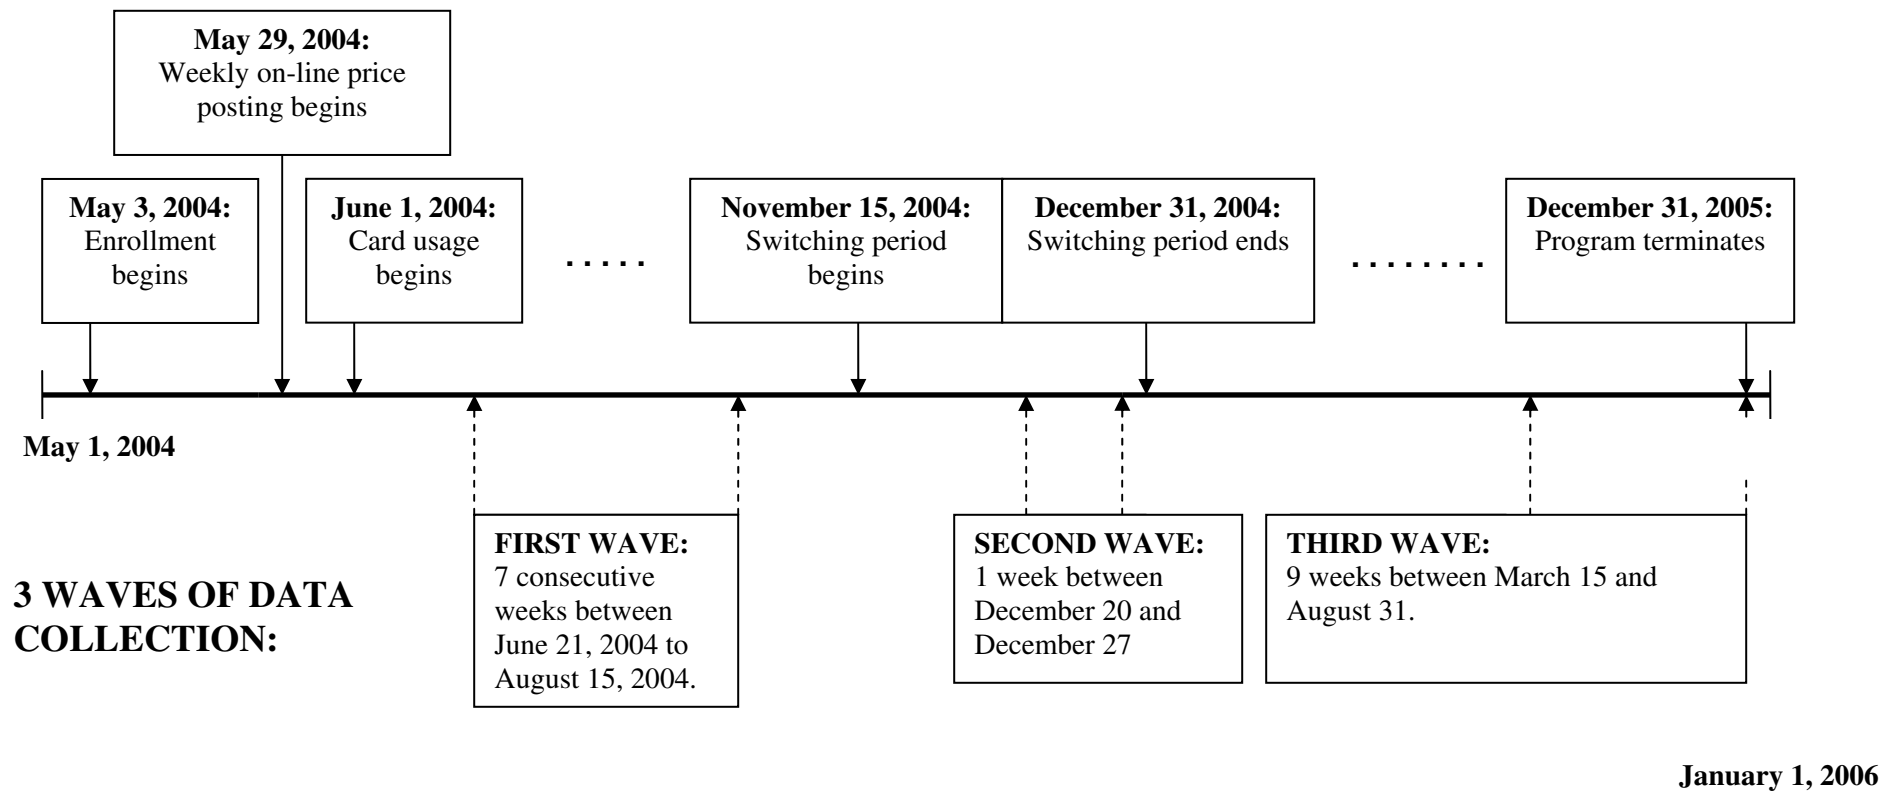 May 29, 2004:
Weekly on-line price
posting begins
May 3, 2004:
Enrollment
begins
June 1, 2004:
Card usage
begins
.....
November 15, 2004:
Switching period
begins
December 31, 2004:
Switching period ends
........
December 31, 2005:
Program terminates
May 1, 2004
3 WAVES OF DATA
COLLECTION:
FIRST WAVE:
7 consecutive
weeks between
June 21, 2004 to
August 15, 2004.
SECOND WAVE:
1 week between
December 20 and
December 27
THIRD WAVE:
9 weeks between March 15 and
August 31.
January 1, 2006